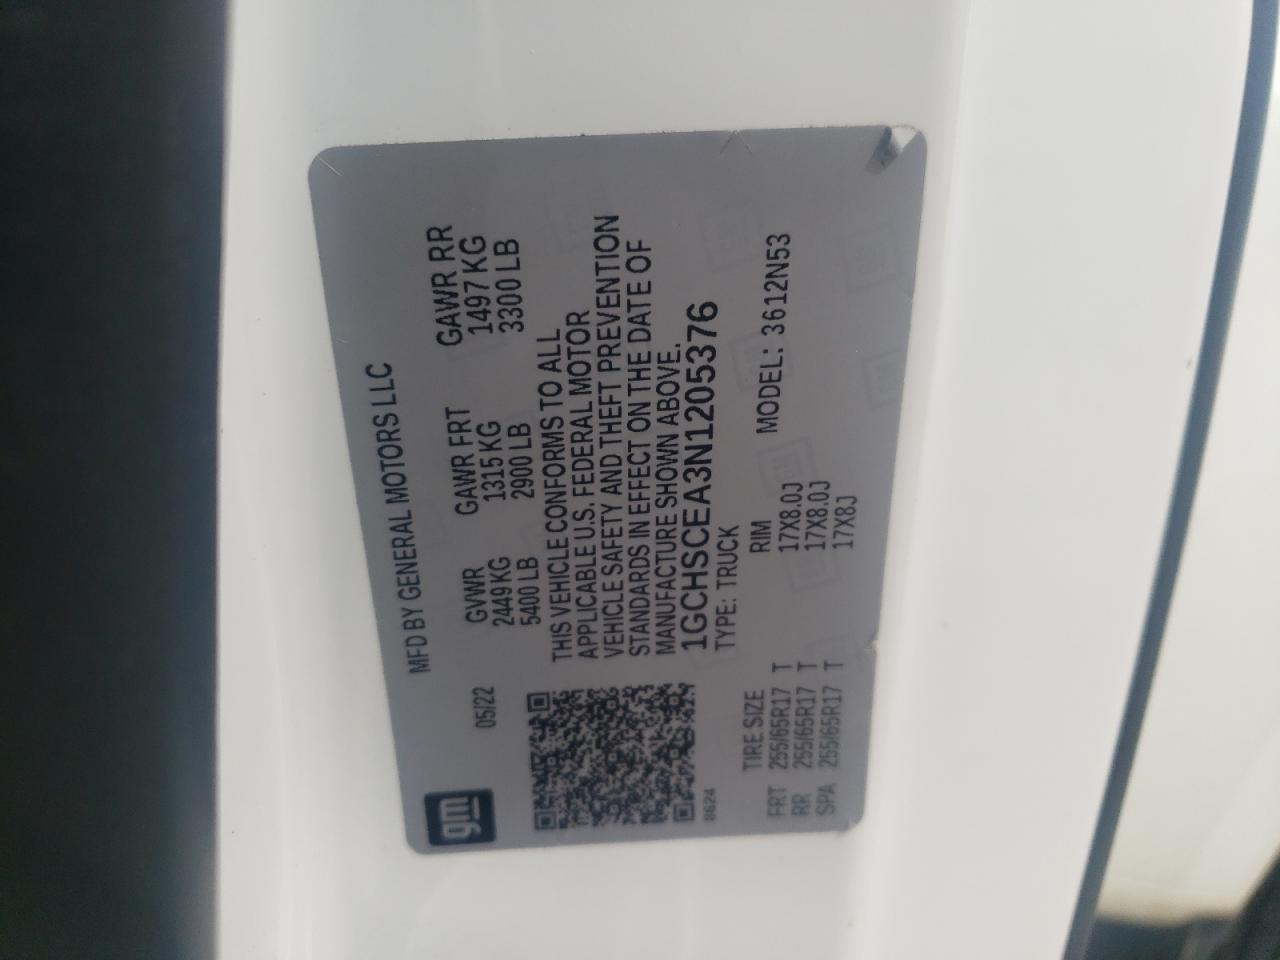 gm
MFD BY GENERAL MOTORS LLC
05/22
GVWR GAWR FRT GAWR RR
2449 KG 1315 KG 1497 KG
5400 LB 2900 LB 3300 LB
THIS VEHICLE CONFORMS TO ALL
APPLICABLE U.S. FEDERAL MOTOR
VEHICLE SAFETY AND THEFT PREVENTION
STANDARDS IN EFFECT ON THE DATE OF
MANUFACTURE SHOWN ABOVE.
1GCHSCEA3N1205376
8624
TYPE: TRUCK
MODEL: 3612N53
TIRE SIZE RIM
FRT 255/65R17 T 17X8.0J
RR 255/65R17 T 17X8.0J
SPA 255/65R17 T 17X8J